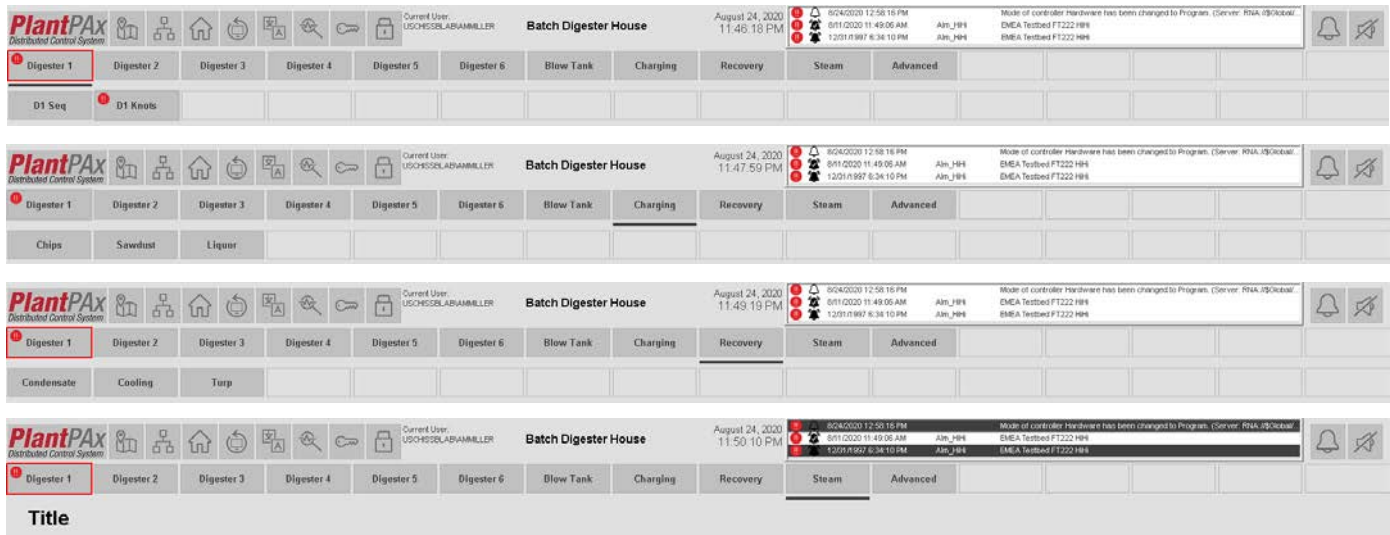 PlantPAx
Distributed Control System
Current User:
Batch Digester House
August 24, 2020
11:46:18 PM
8/24/2020 12:58:16 PM Mode of controller Hardware has been changed to Program. (Server: RNA://$Global/...
8/11/2020 11:49:06 AM Alm_HiHi EMEA Testbed FT222 HiHi
12/31/1997 6:34:10 PM Alm_HiHi EMEA Testbed FT222 HiHi
Digester 1 Digester 2 Digester 3 Digester 4 Digester 5 Digester 6 Blow Tank Charging Recovery Steam Advanced
D1 Seq D1 Knots
PlantPAx
Distributed Control System
Current User:
Batch Digester House
August 24, 2020
11:47:59 PM
8/24/2020 12:58:16 PM Mode of controller Hardware has been changed to Program. (Server: RNA://$Global/...
8/11/2020 11:49:06 AM Alm_HiHi EMEA Testbed FT222 HiHi
12/31/1997 6:34:10 PM Alm_HiHi EMEA Testbed FT222 HiHi
Digester 1 Digester 2 Digester 3 Digester 4 Digester 5 Digester 6 Blow Tank Charging Recovery Steam Advanced
Chips Sawdust Liquor
PlantPAx
Distributed Control System
Current User:
Batch Digester House
August 24, 2020
11:49:19 PM
8/24/2020 12:58:16 PM Mode of controller Hardware has been changed to Program. (Server: RNA://$Global/...
8/11/2020 11:49:06 AM Alm_HiHi EMEA Testbed FT222 HiHi
12/31/1997 6:34:10 PM Alm_HiHi EMEA Testbed FT222 HiHi
Digester 1 Digester 2 Digester 3 Digester 4 Digester 5 Digester 6 Blow Tank Charging Recovery Steam Advanced
Condensate Cooling Turp
PlantPAx
Distributed Control System
Current User:
Batch Digester House
August 24, 2020
11:50:10 PM
8/24/2020 12:58:16 PM Mode of controller Hardware has been changed to Program. (Server: RNA://$Global/...
8/11/2020 11:49:06 AM Alm_HiHi EMEA Testbed FT222 HiHi
12/31/1997 6:34:10 PM Alm_HiHi EMEA Testbed FT222 HiHi
Digester 1 Digester 2 Digester 3 Digester 4 Digester 5 Digester 6 Blow Tank Charging Recovery Steam Advanced
Title